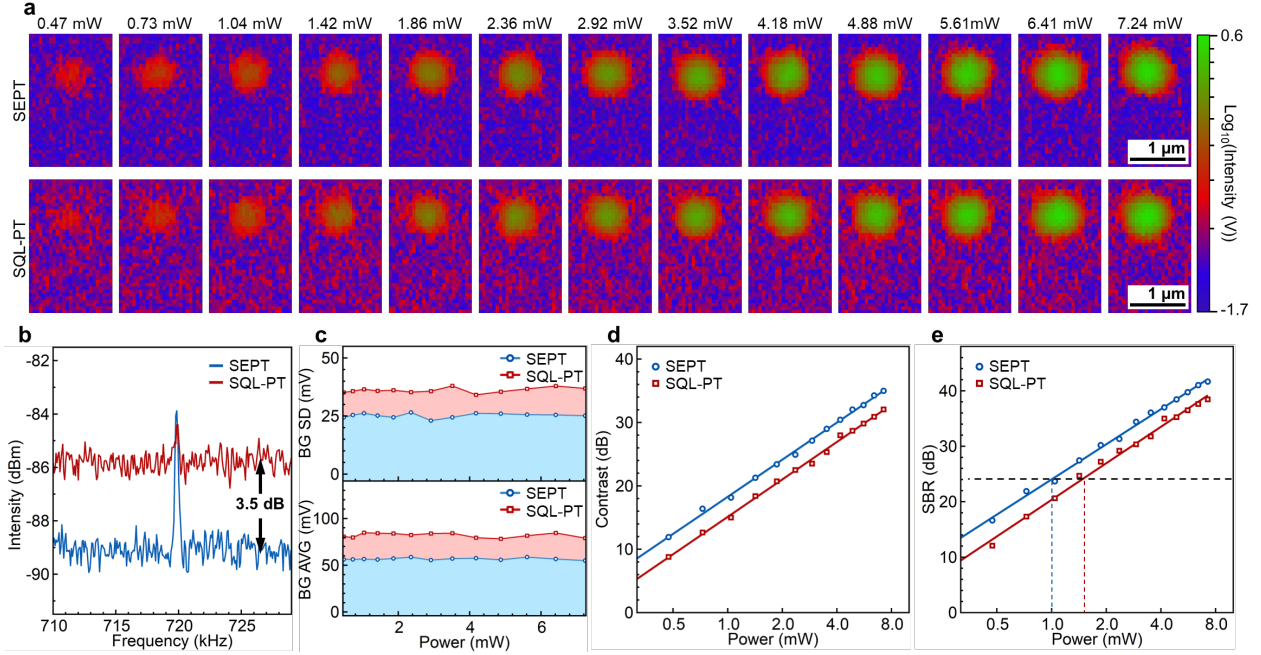 a
0.47 mW 0.73 mW 1.04 mW 1.42 mW 1.86 mW 2.36 mW 2.92 mW 3.52 mW 4.18 mW 4.88 mW 5.61mW 6.41 mW 7.24 mW
SEPT
1 μm
SQL-PT
1 μm
0.6
Log10(Intensity (V))
-1.7
b
-82
-84
-86
-88
-90
Intensity (dBm)
SEPT
SQL-PT
3.5 dB
710 715 720 725
Frequency (kHz)
c
50
25
0
BG SD (mV)
SEPT
SQL-PT
100
50
0
BG AVG (mV)
SEPT
SQL-PT
2 4 6
Power (mW)
d
40
30
20
10
0
Contrast (dB)
SEPT
SQL-PT
0.5 1.0 2.0 4.0 8.0
Power (mW)
e
40
30
20
10
0
SBR (dB)
SEPT
SQL-PT
0.5 1.0 2.0 4.0 8.0
Power (mW)